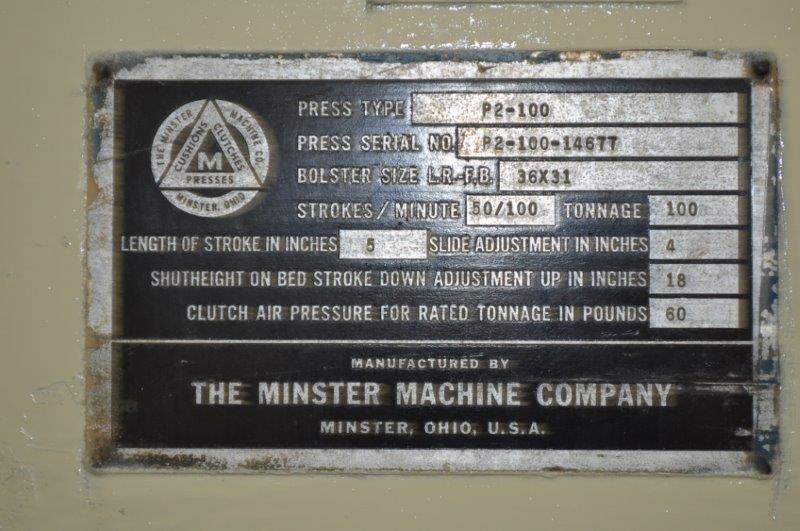 THE MINSTER MACHINE CO.
CUSHIONS CLUTCHES
M
PRESSES
MINSTER, OHIO
PRESS TYPE P2-100
PRESS SERIAL NO. P2-100-14677
BOLSTER SIZE L.R.-F.B. 36X31
STROKES/MINUTE 50/100 TONNAGE 100
LENGTH OF STROKE IN INCHES 5 SLIDE ADJUSTMENT IN INCHES 4
SHUTHEIGHT ON BED STROKE DOWN ADJUSTMENT UP IN INCHES 18
CLUTCH AIR PRESSURE FOR RATED TONNAGE IN POUNDS 60
MANUFACTURED BY
THE MINSTER MACHINE COMPANY
MINSTER, OHIO, U.S.A.